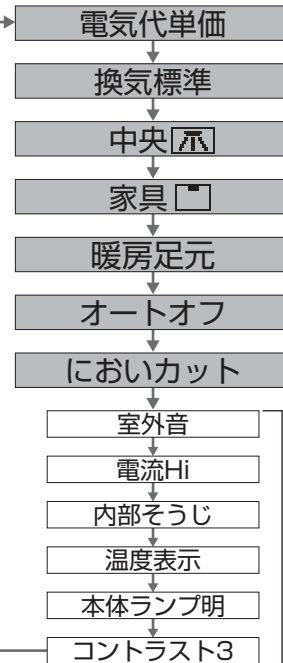 電気代単価
換気標準
中央
家具
暖房足元
オートオフ
においカット
室外音
電流Hi
内部そうじ
温度表示
本体ランプ明
コントラスト3